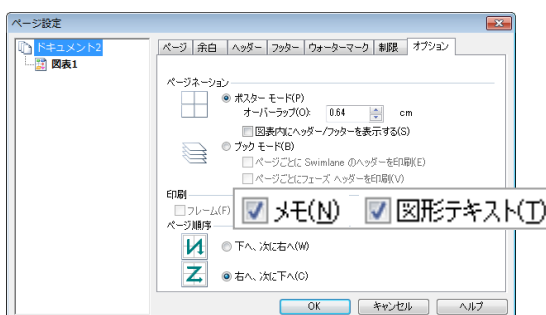 ページ設定
ドキュメント2
図表1
ページ 余白 ヘッダー フッター ウォーターマーク 制限 オプション
ページネーション
ポスター モード(P)
オーバーラップ(O): 0.64 cm
図表内にヘッダー/フッターを表示する(S)
ブック モード(B)
ページごとに Swimlane のヘッダーを印刷(E)
ページごとにフェーズ ヘッダーを印刷(V)
印刷
フレーム(F) メモ(N) 図形テキスト(T)
ページ順序
下へ、次に右へ(W)
右へ、次に下へ(C)
OK キャンセル ヘルプ